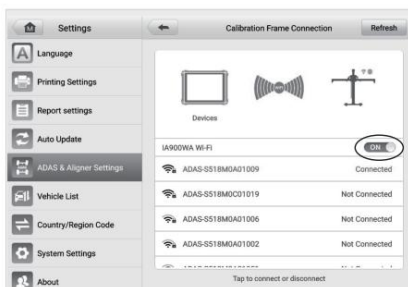 Settings
Calibration Frame Connection
Refresh
Language
Printing Settings
Report settings
Auto Update
ADAS & Aligner Settings
Vehicle List
Country/Region Code
System Settings
About
Devices
IA900WA Wi-Fi
ON
ADAS-S518M0A01009 Connected
ADAS-S518M0C01019 Not Connected
ADAS-S518M0A01006 Not Connected
ADAS-S518M0A01002 Not Connected
Tap to connect or disconnect